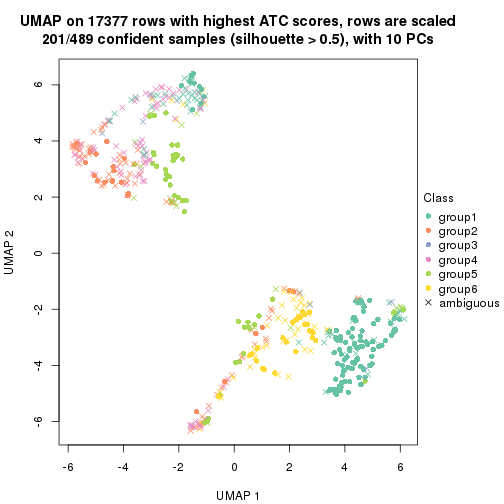 UMAP on 17377 rows with highest ATC scores, rows are scaled
201/489 confident samples (silhouette > 0.5), with 10 PCs
6
4
2
0
-2
-4
-6
UMAP 2
-6
-4
-2
0
2
4
6
UMAP 1
Class
group1
group2
group3
group4
group5
group6
ambiguous